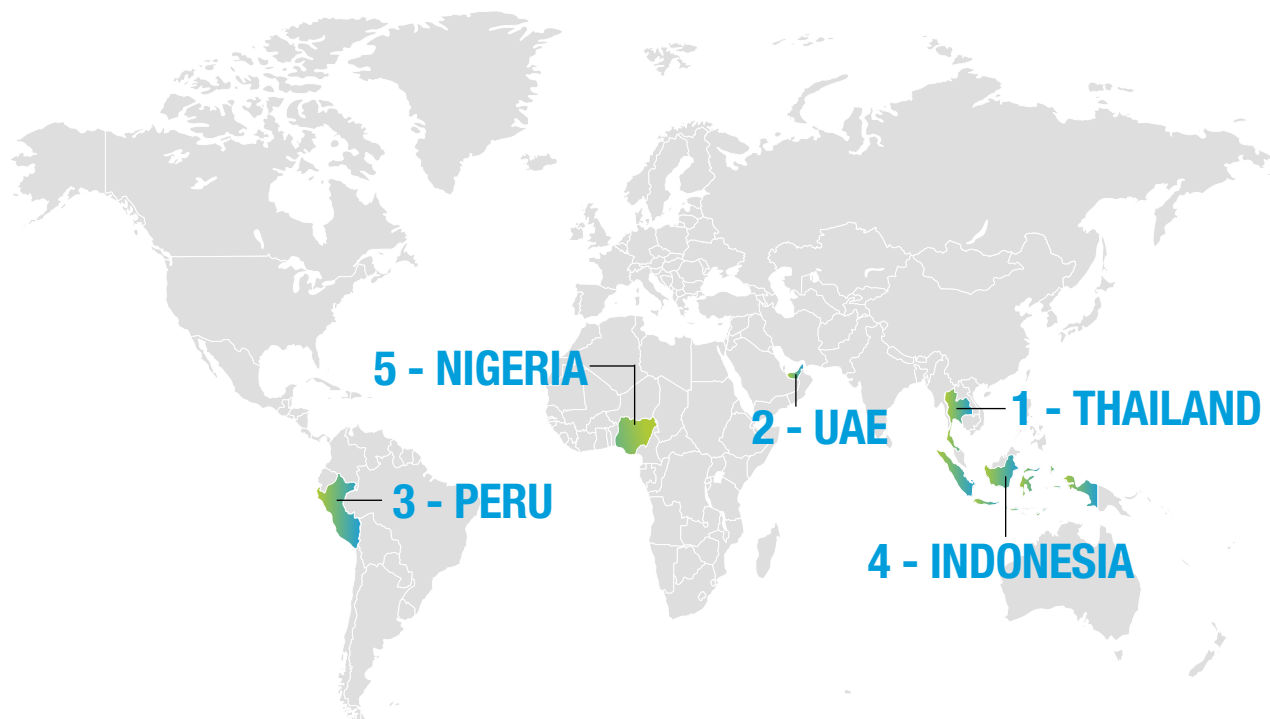 5 - NIGERIA
1 - THAILAND
2 - UAE
3 - PERU
4 - INDONESIA